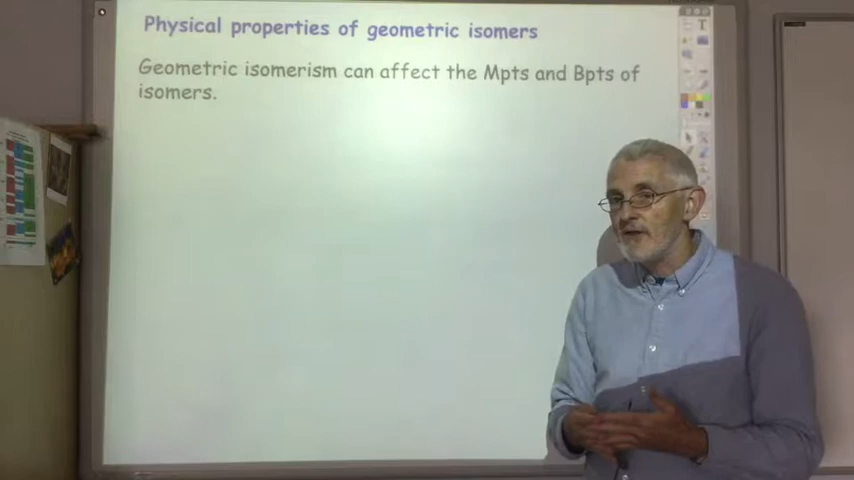 Physical properties of geometric isomers
Geometric isomerism can affect the Mpts and Bpts of
isomers.